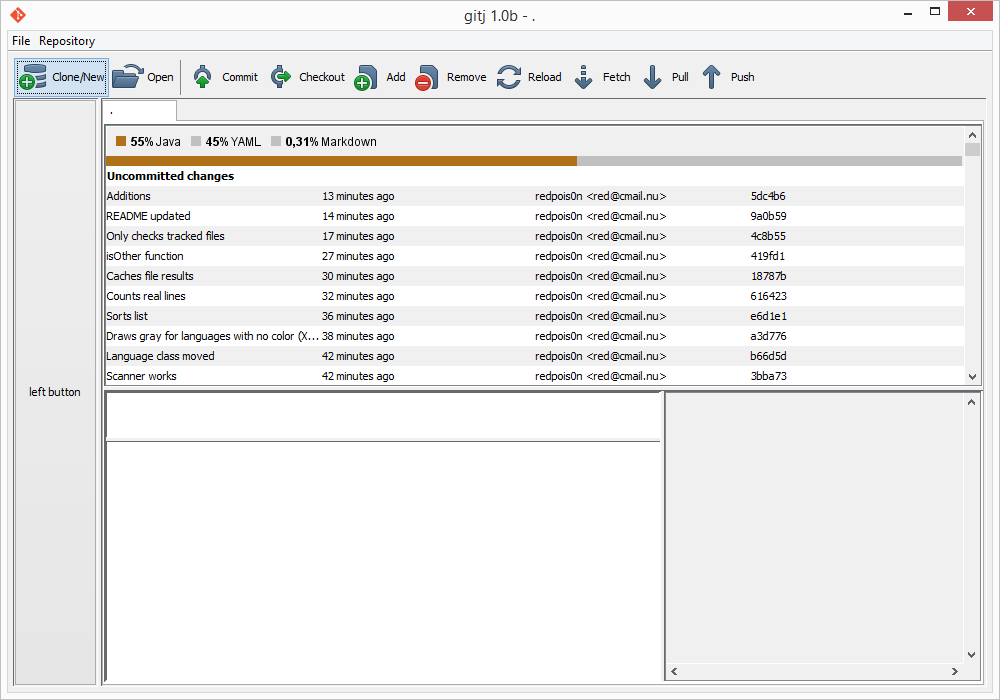 gitj 1.0b - .
File Repository
Clone/New Open Commit Checkout Add Remove Reload Fetch Pull Push
.
55% Java 45% YAML 0,31% Markdown
Uncommitted changes
Additions 13 minutes ago redpois0n <red@cmail.nu> 5dc4b6
README updated 14 minutes ago redpois0n <red@cmail.nu> 9a0b59
Only checks tracked files 17 minutes ago redpois0n <red@cmail.nu> 4c8b55
isOther function 27 minutes ago redpois0n <red@cmail.nu> 419fd1
Caches file results 30 minutes ago redpois0n <red@cmail.nu> 18787b
Counts real lines 32 minutes ago redpois0n <red@cmail.nu> 616423
Sorts list 36 minutes ago redpois0n <red@cmail.nu> e6d1e1
Draws gray for languages with no color (X... 38 minutes ago redpois0n <red@cmail.nu> a3d776
Language class moved 42 minutes ago redpois0n <red@cmail.nu> b66d5d
Scanner works 42 minutes ago redpois0n <red@cmail.nu> 3bba73
left button